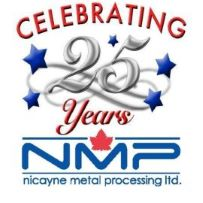 CELEBRATING
25
Years
NMP
nicayne metal processing ltd.